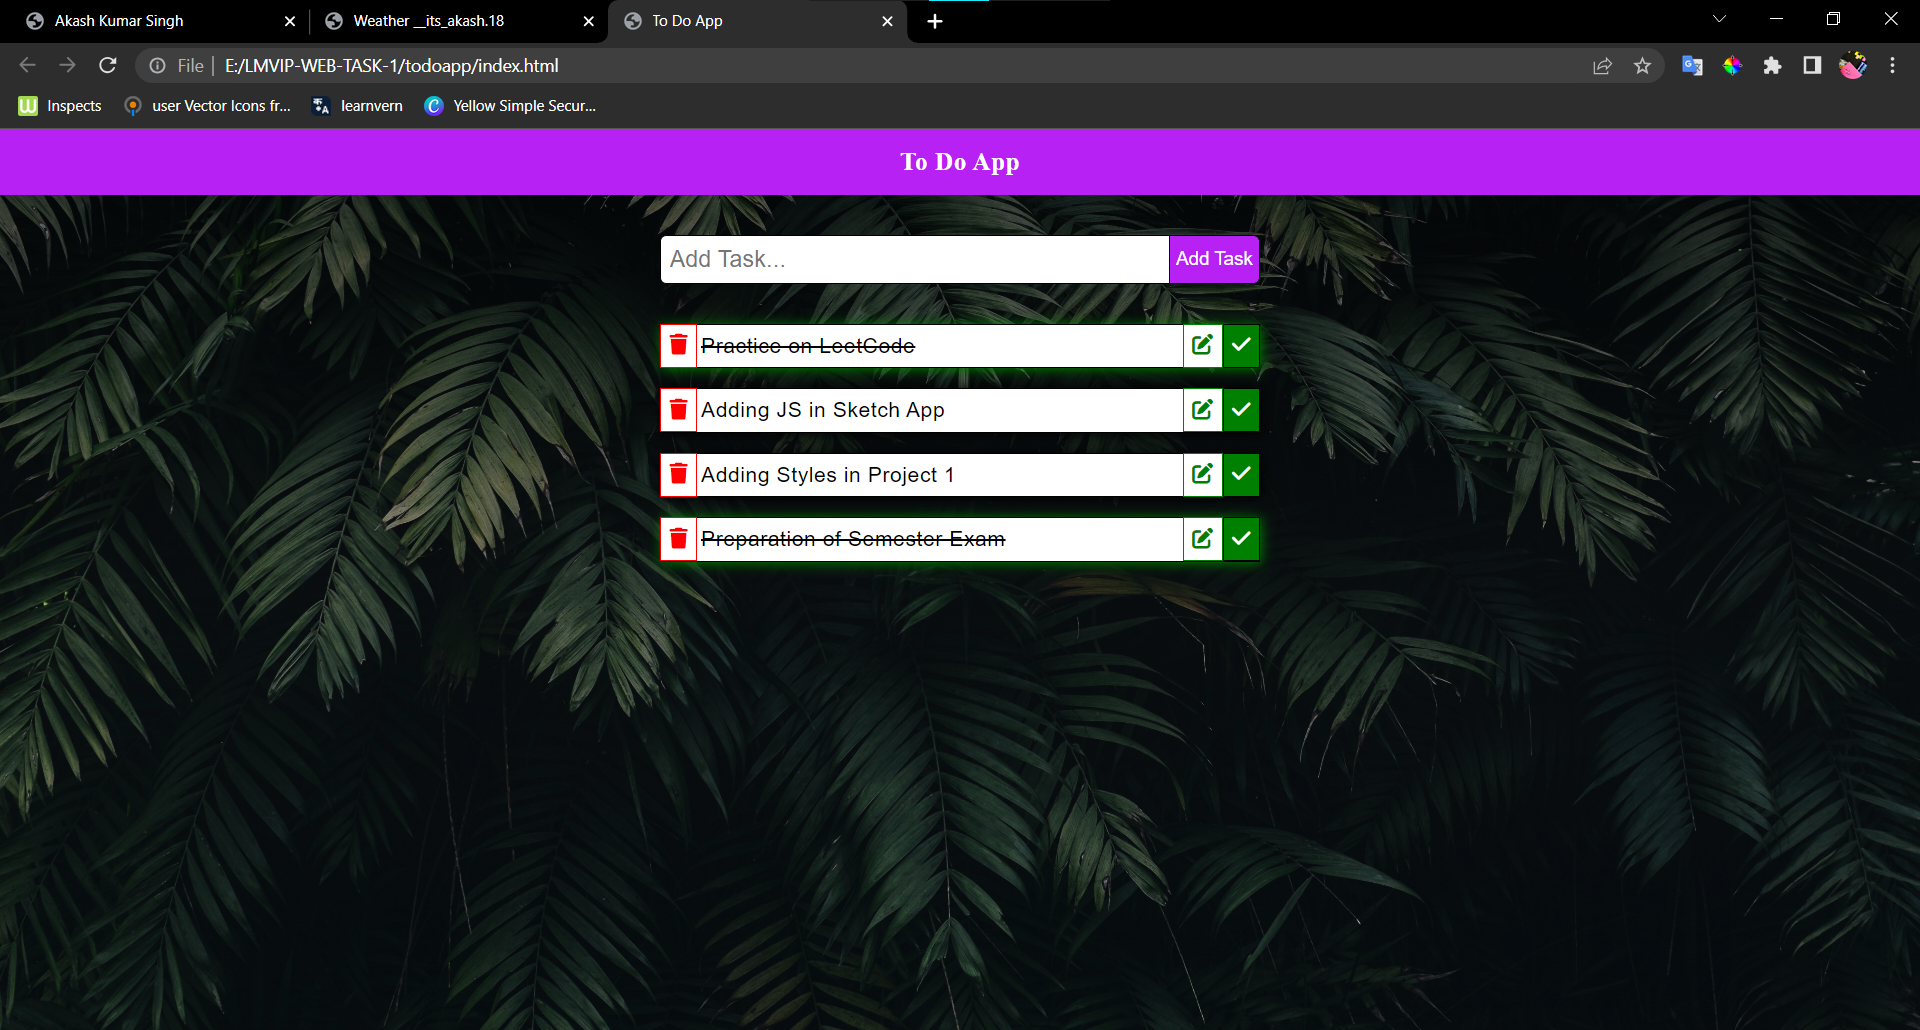 Akash Kumar Singh
Weather __its_akash.18
To Do App
File | E:/LMVIP-WEB-TASK-1/todoapp/index.html
Inspects
user Vector Icons fr...
learnvern
Yellow Simple Secur...
To Do App
Add Task...
Add Task
Practice on LeetCode
Adding JS in Sketch App
Adding Styles in Project 1
Preparation of Semester Exam